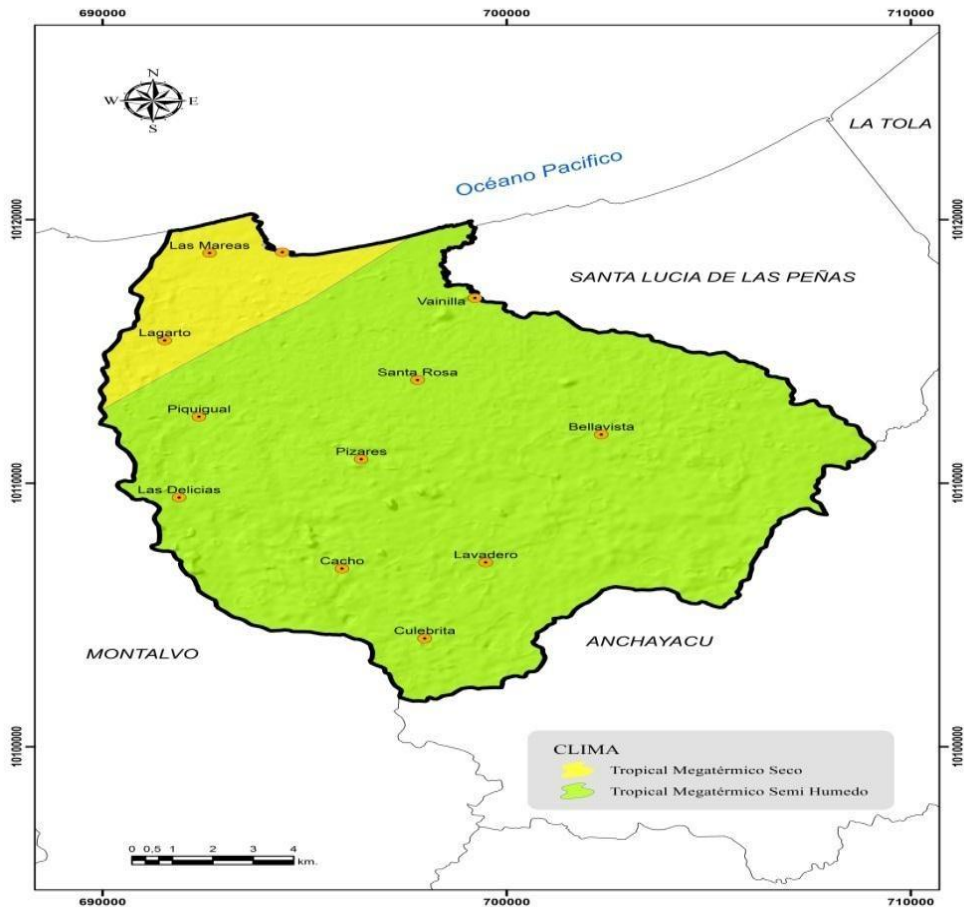 690000 700000 710000
N
W E
S
LA TOLA
Océano Pacifico
10120000 10120000
Las Mareas
SANTA LUCIA DE LAS PEÑAS
Vainilla
Lagarto
Santa Rosa
Piquigual
Bellavista
Pizares
10110000 10110000
Las Delicias
Lavadero
Cacho
Culebrita
ANCHAYACU
MONTALVO
10100000 10100000
CLIMA
Tropical Megatérmico Seco
Tropical Megatérmico Semi Humedo
0 0,5 1 2 3 4
km.
690000 700000 710000